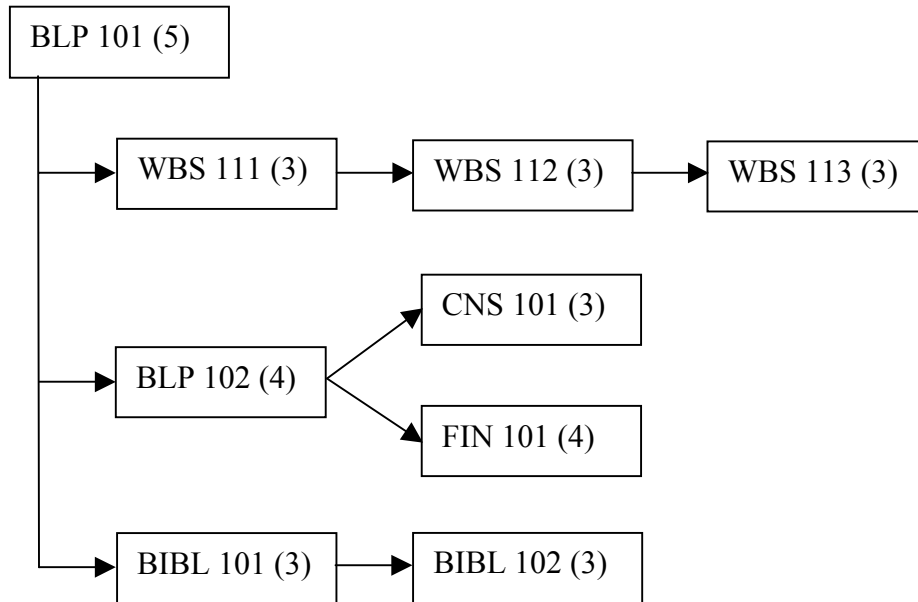 BLP 101 (5)
WBS 111 (3)
WBS 112 (3)
WBS 113 (3)
CNS 101 (3)
BLP 102 (4)
FIN 101 (4)
BIBL 101 (3)
BIBL 102 (3)